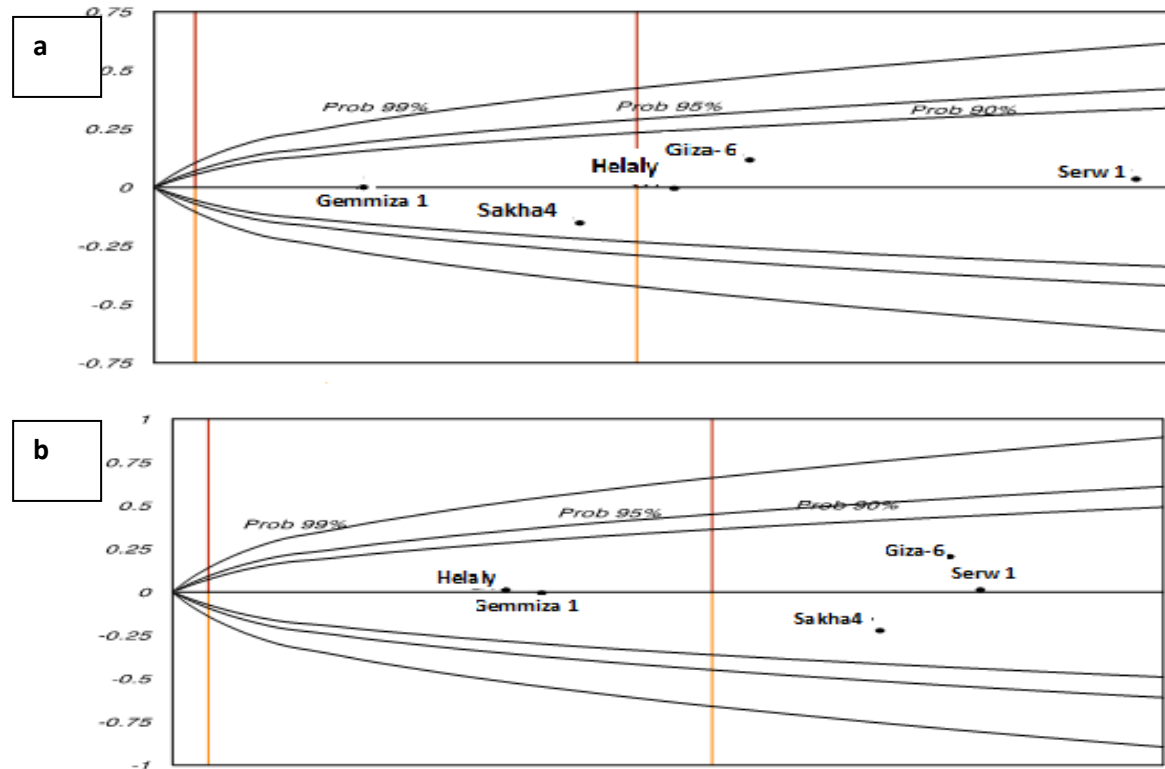 a
0.75
0.5
0.25
0
-0.25
-0.5
-0.75
Prob 99%
Prob 95%
Prob 90%
Giza-6
Helaly
Serw 1
Gemmiza 1
Sakha4
b
1
0.75
0.5
0.25
0
-0.25
-0.5
-0.75
-1
Prob 99%
Prob 95%
Prob 90%
Giza-6
Helaly
Serw 1
Gemmiza 1
Sakha4